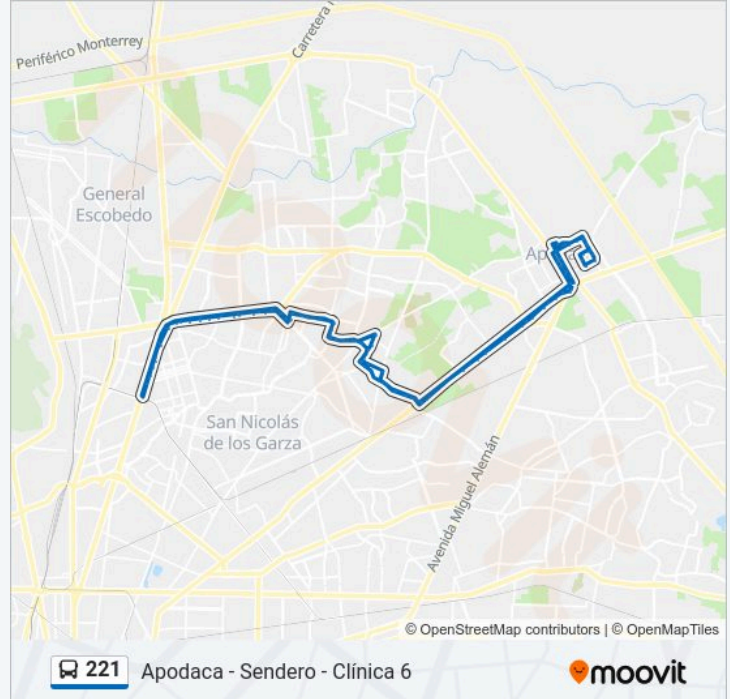 Periférico Monterrey
Carretera
General
Escobedo
San Nicolás
de los Garza
Avenida Miguel Alemán
© OpenStreetMap contributors | © OpenMapTiles
221 Apodaca - Sendero - Clínica 6
moovit